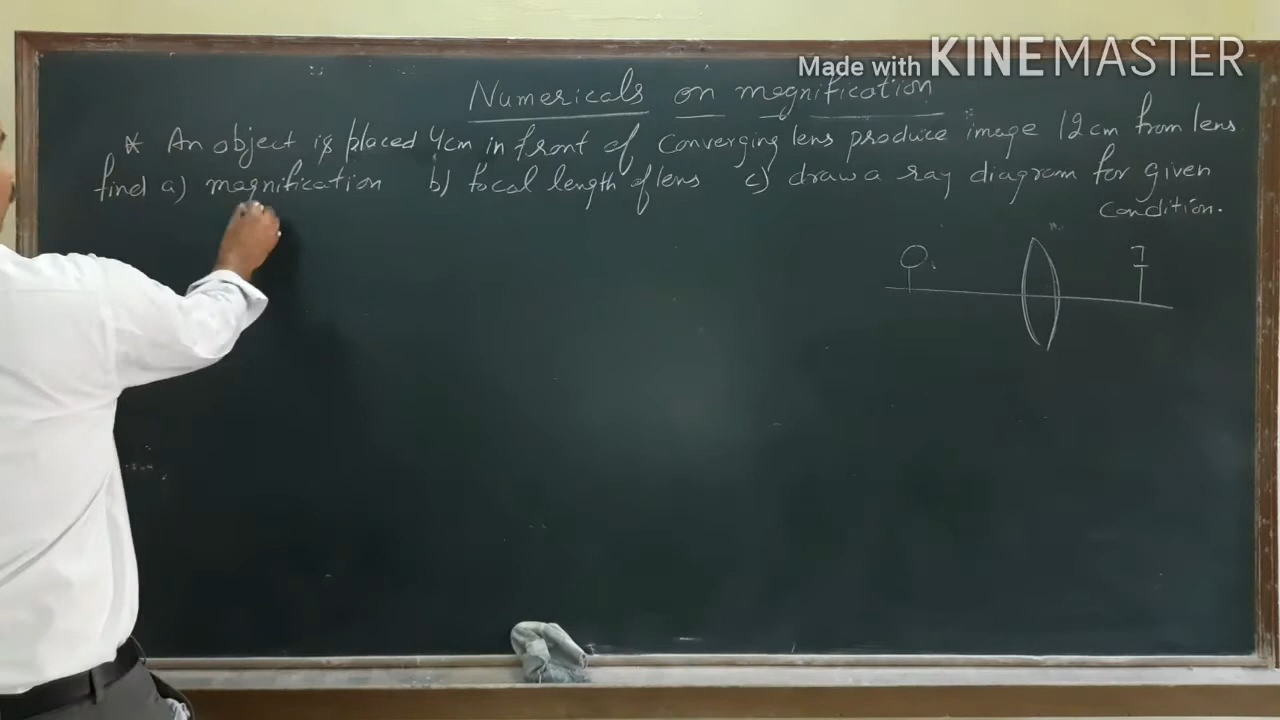 Made with KINEMASTER
Numericals on magnification
* An object is placed 4cm in front of converging lens produce image 12cm from lens
find a) magnification b) focal length of lens c) draw a ray diagram for given
condition.